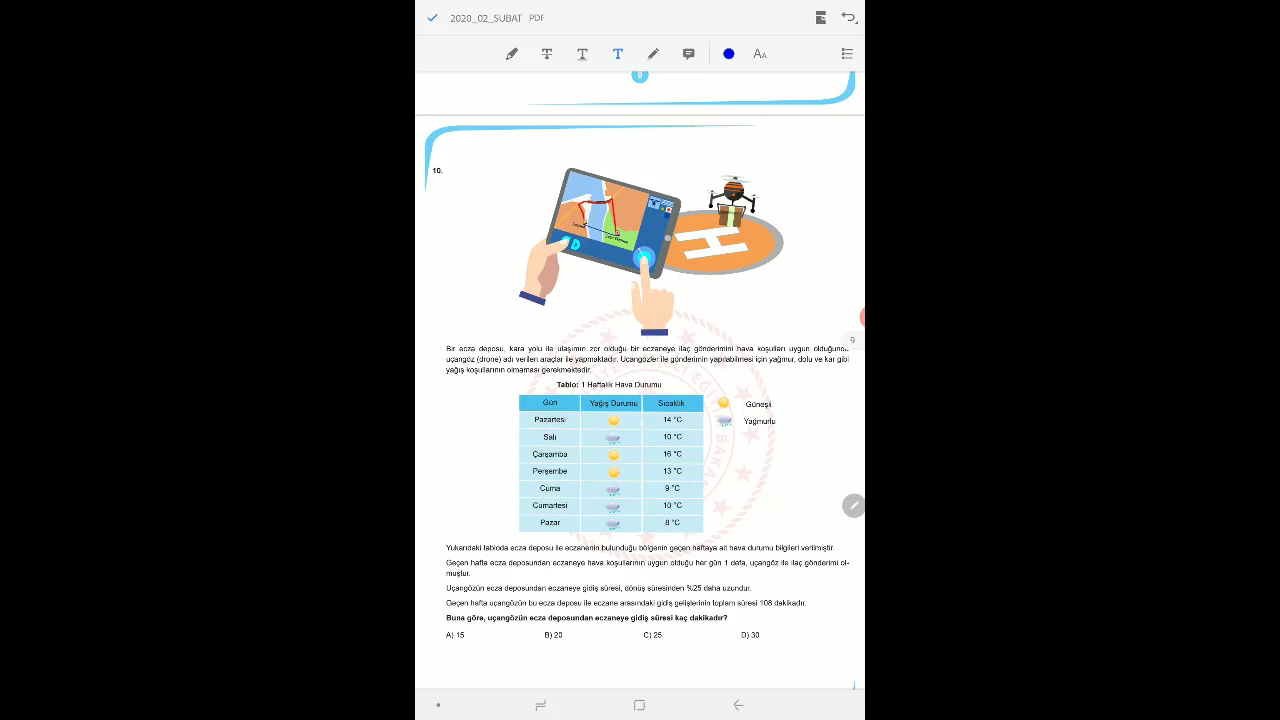 2020_02_SUBAT PDF
9
10.
Bir ecza deposu, kara yolu ile ulaşımın zor olduğu bir eczaneye ilaç gönderimini hava koşulları uygun olduğunda
9
uçangöz (drone) adı verilen araçlar ile yapmaktadır. Uçangözler ile gönderimin yapılabilmesi için yağmur, dolu ve kar gibi
yağış koşullarının olmaması gerekmektedir.
Tablo: 1 Haftalık Hava Durumu
Gün Yağış Durumu Sıcaklık
Güneşli
Pazartesi 14 °C
Yağmurlu
Salı 10 °C
Çarşamba 16 °C
Perşembe 13 °C
Cuma 9 °C
Cumartesi 10 °C
Pazar 8 °C
Yukarıdaki tabloda ecza deposu ile eczanenin bulunduğu bölgenin geçen haftaya ait hava durumu bilgileri verilmiştir.
Geçen hafta ecza deposundan eczaneye hava koşullarının uygun olduğu her gün 1 defa, uçangöz ile ilaç gönderimi ol-
muştur.
Uçangözün ecza deposundan eczaneye gidiş süresi, dönüş süresinden %25 daha uzundur.
Geçen hafta uçangözün bu ecza deposu ile eczane arasındaki gidiş gelişlerinin toplam süresi 108 dakikadır.
Buna göre, uçangözün ecza deposundan eczaneye gidiş süresi kaç dakikadır?
A) 15 B) 20 C) 25 D) 30